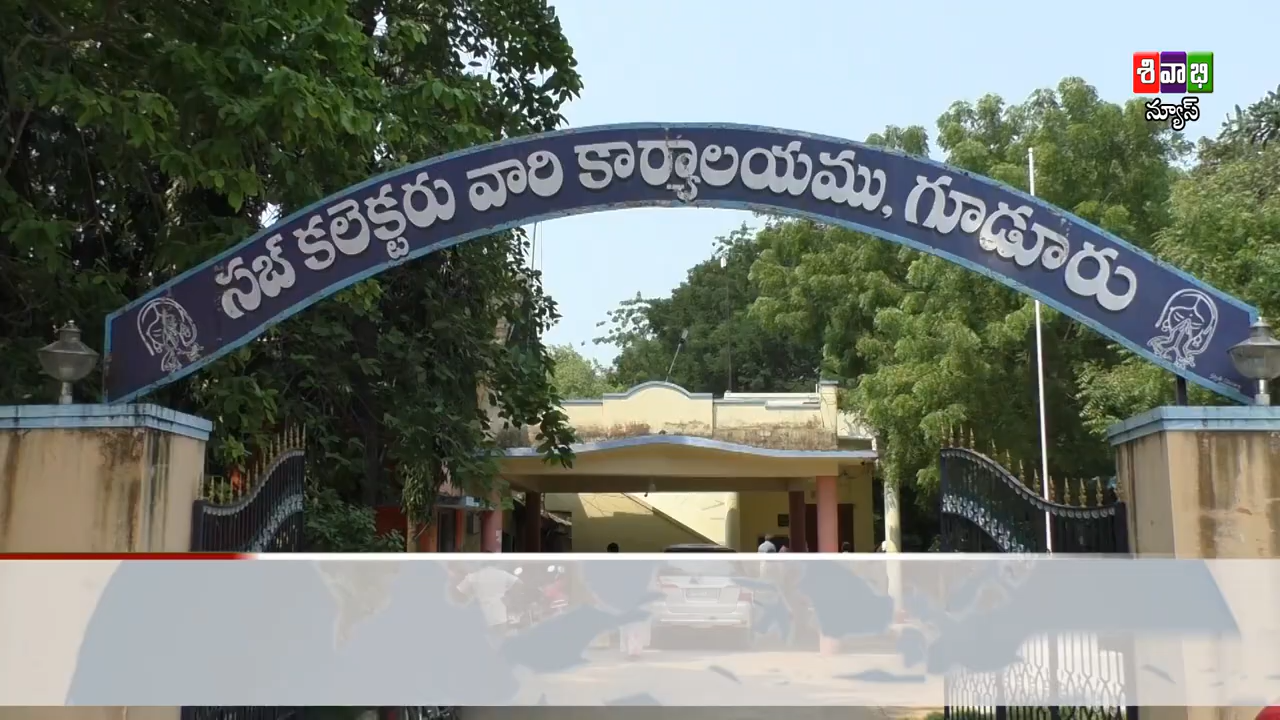 శివాభి
న్యూస్
సబ్ కలెక్టరు వారి కార్యాలయము, గూడూరు